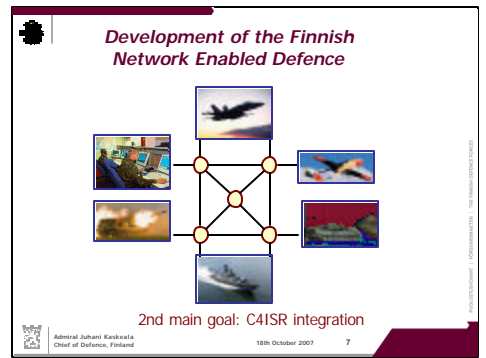 Development of the Finnish
Network Enabled Defence
2nd main goal: C4ISR integration
PUOLUSTUSVOIMAT | FÖRSVARSMAKTEN | THE FINNISH DEFENCE FORCES
Admiral Juhani Kaskeala
Chief of Defence, Finland
18th October 2007
7